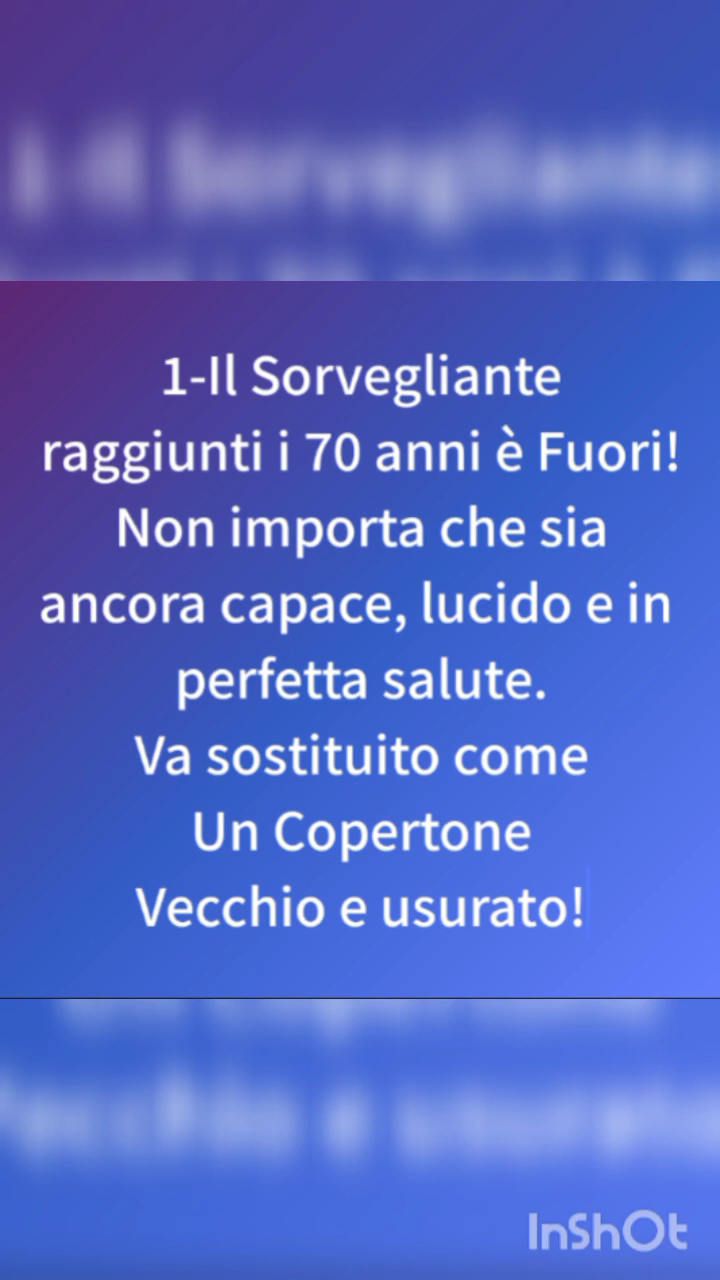 1-Il Sorvegliante
raggiunti i 70 anni è Fuori!
Non importa che sia
ancora capace, lucido e in
perfetta salute.
Va sostituito come
Un Copertone
Vecchio e usurato!
InShOt